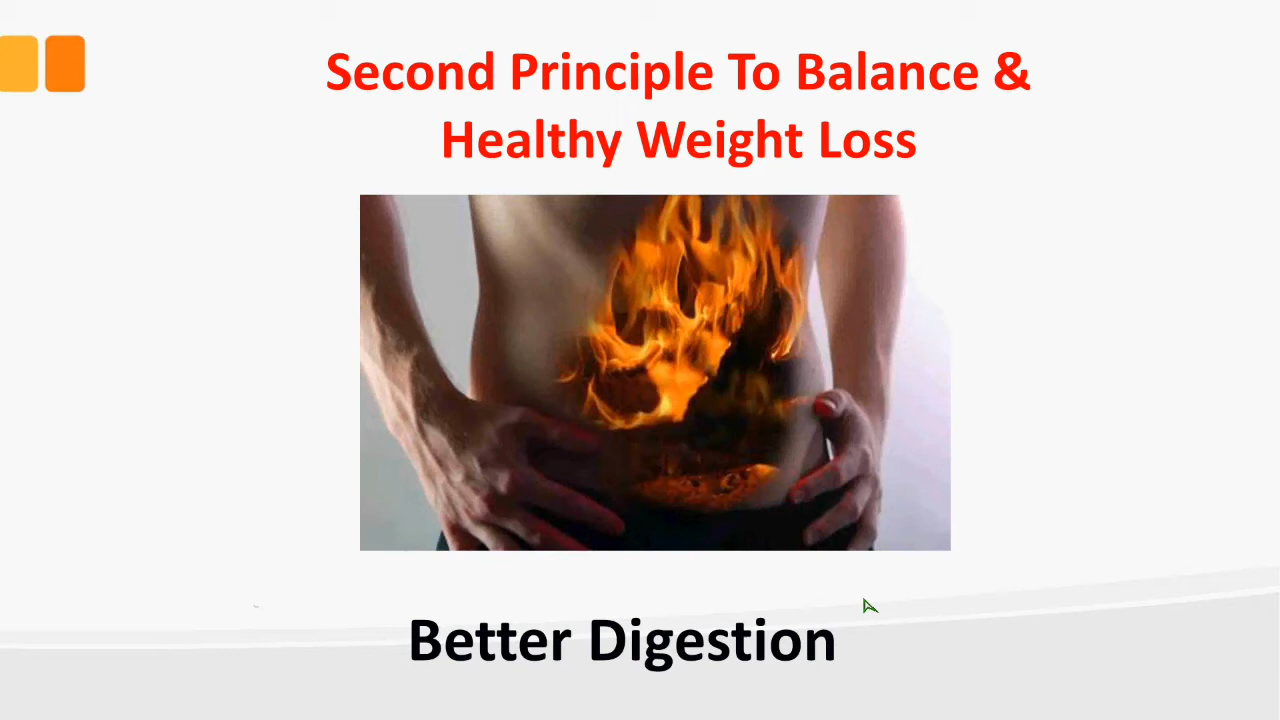 Second Principle To Balance &
Healthy Weight Loss
Better Digestion